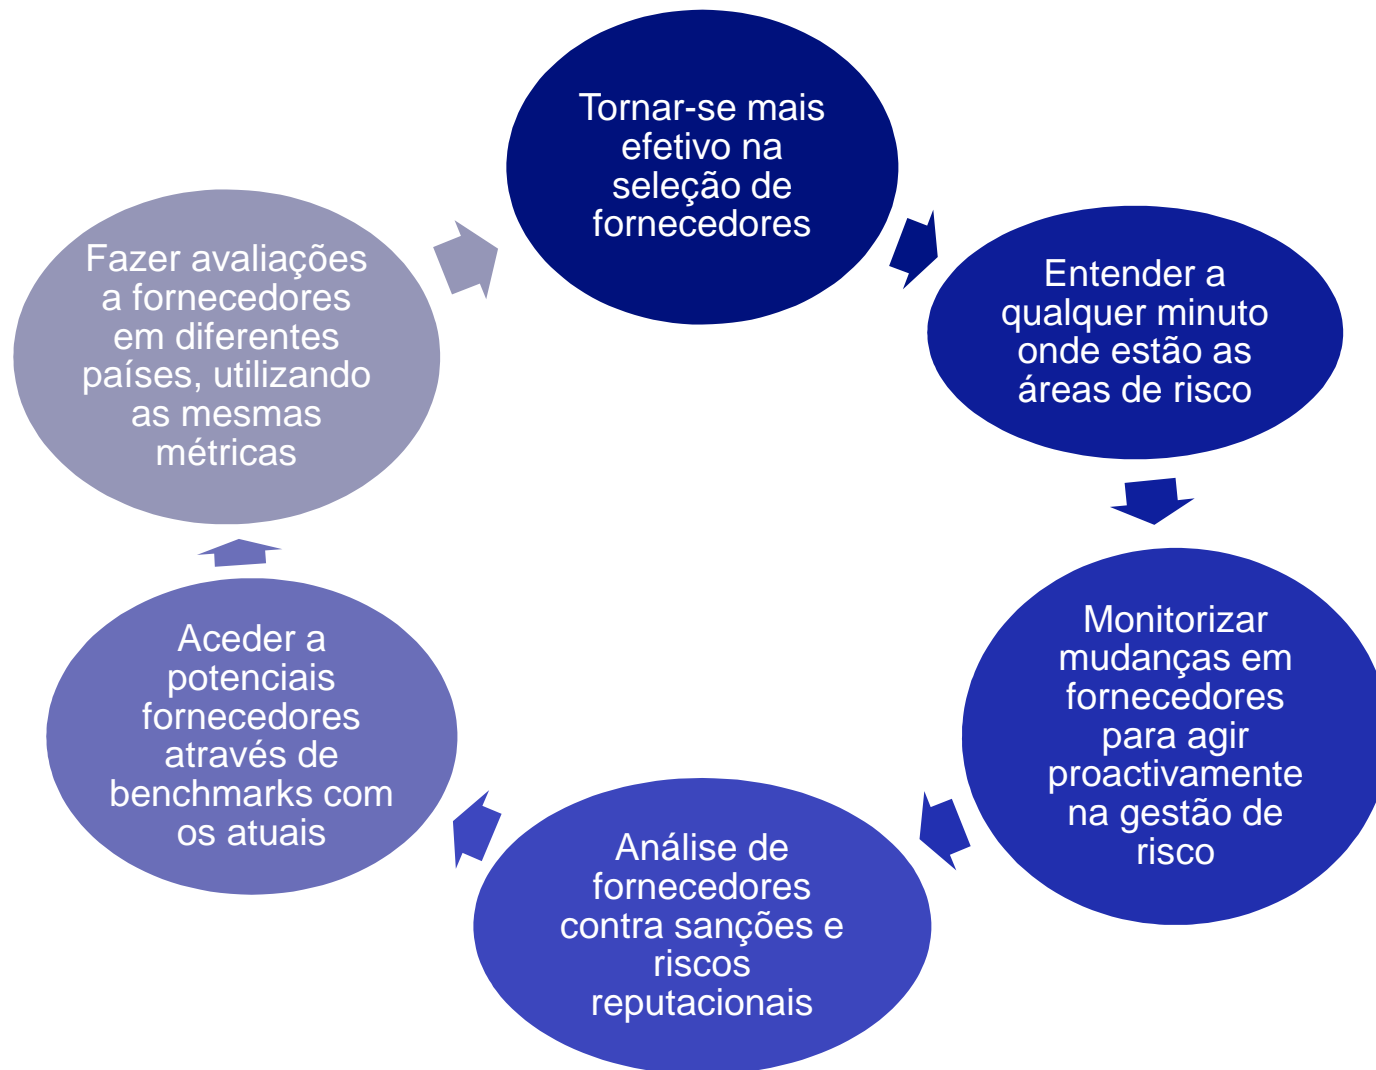 Tornar-se mais
efetivo na
seleção de
fornecedores
Entender a
qualquer minuto
onde estão as
áreas de risco
Monitorizar
mudanças em
fornecedores
para agir
proactivamente
na gestão de
risco
Análise de
fornecedores
contra sanções e
riscos
reputacionais
Aceder a
potenciais
fornecedores
através de
benchmarks com
os atuais
Fazer avaliações
a fornecedores
em diferentes
países, utilizando
as mesmas
métricas